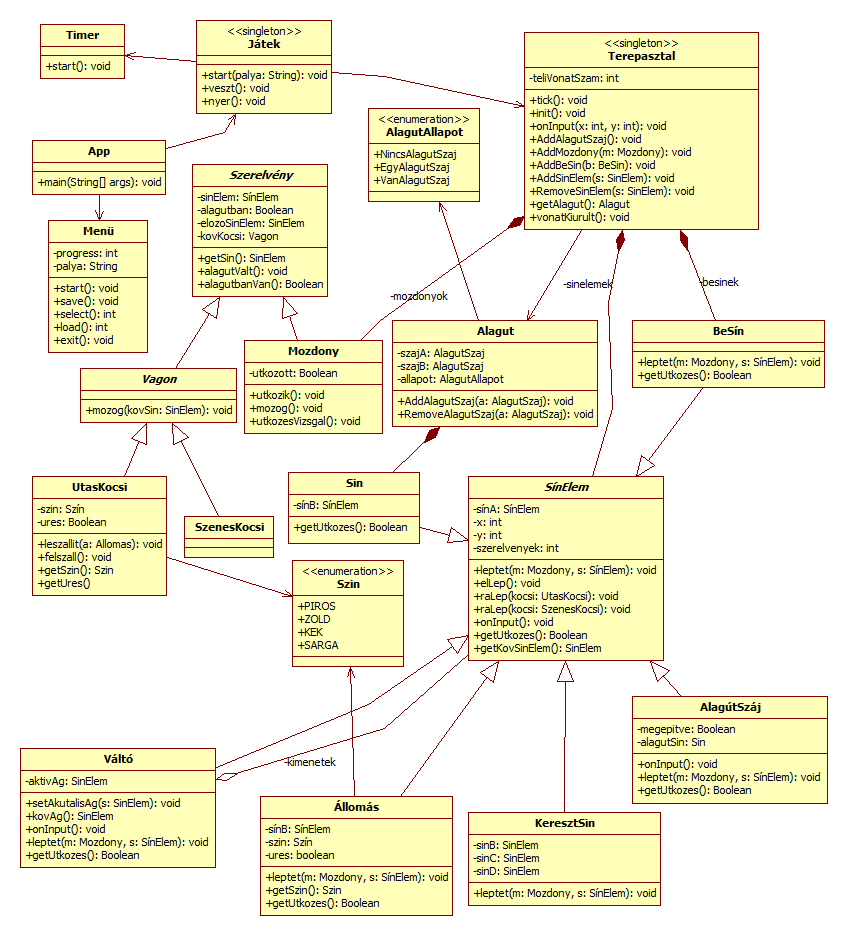 Timer
+start(): void
<<singleton>>
Játek
+start(palya: String): void
+veszt(): void
+nyer(): void
<<singleton>>
Terepasztal
-teliVonatSzam: int
+tick(): void
+init(): void
+onInput(x: int, y: int): void
+AddAlagutSzaj(): void
+AddMozdony(m: Mozdony): void
+AddBeSin(b: BeSin): void
+AddSinElem(s: SinElem): void
+RemoveSinElem(s: SinElem): void
+getAlagut(): Alagut
+vonatKiurult(): void
<<enumeration>>
AlagutAllapot
+NincsAlagutSzaj
+EgyAlagutSzaj
+VanAlagutSzaj
App
+main(String[] args): void
Szerelvény
-sinElem: SínElem
-alagutban: Boolean
-elozoSinElem: SinElem
-kovKocsi: Vagon
+getSin(): SinElem
+alagutValt(): void
+alagutbanVan(): Boolean
Menü
-progress: int
-palya: String
+start(): void
+save(): void
+select(): int
+load(): int
+exit(): void
-mozdonyok
-sinelemek
-besinek
Vagon
+mozog(kovSin: SinElem): void
Mozdony
-utkozott: Boolean
+utkozik(): void
+mozog(): void
+utkozesVizsgal(): void
Alagut
-szajA: AlagutSzaj
-szajB: AlagutSzaj
-allapot: AlagutAllapot
+AddAlagutSzaj(a: AlagutSzaj): void
+RemoveAlagutSzaj(a: AlagutSzaj): void
BeSín
+leptet(m: Mozdony, s: SínElem): void
+getUtkozes(): Boolean
UtasKocsi
-szin: Szín
-ures: Boolean
+leszallit(a: Allomas): void
+felszall(): void
+getSzin(): Szin
+getUres()
SzenesKocsi
Sin
-sínB: SínElem
+getUtkozes(): Boolean
SínElem
-sínA: SínElem
-x: int
-y: int
-szerelvenyek: int
+leptet(m: Mozdony, s: SínElem): void
+elLep(): void
+raLep(kocsi: UtasKocsi): void
+raLep(kocsi: SzenesKocsi): void
+onInput(): void
+getUtkozes(): Boolean
+getKovSinElem(): SinElem
<<enumeration>>
Szin
+PIROS
+ZOLD
+KEK
+SARGA
-kimenetek
Váltó
-aktivAg: SinElem
+setAkutalisAg(s: SinElem): void
+kovAg(): SinElem
+onInput(): void
+leptet(m: Mozdony, s: SínElem): void
+getUtkozes(): Boolean
Állomás
-sínB: SínElem
-szin: Szín
-ures: boolean
+leptet(m: Mozdony, s: SínElem): void
+getSzin(): Szin
+getUtkozes(): Boolean
KeresztSin
-sinB: SinElem
-sinC: SinElem
-sinD: SinElem
+leptet(m: Mozdony, s: SínElem): void
AlagútSzáj
-megepitve: Boolean
-alagutSin: Sin
+onInput(): void
+leptet(m: Mozdony, s: SínElem): void
+getUtkozes(): Boolean